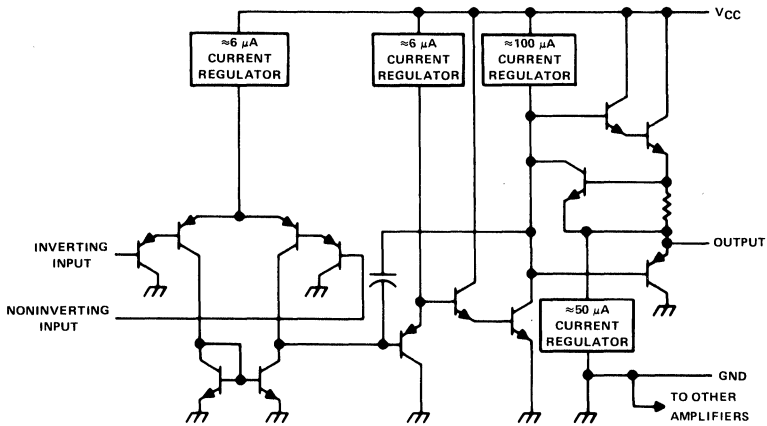 VCC
≈6 μA
CURRENT
REGULATOR
≈6 μA
CURRENT
REGULATOR
≈100 μA
CURRENT
REGULATOR
INVERTING
INPUT
OUTPUT
NONINVERTING
INPUT
≈50 μA
CURRENT
REGULATOR
GND
TO OTHER
AMPLIFIERS